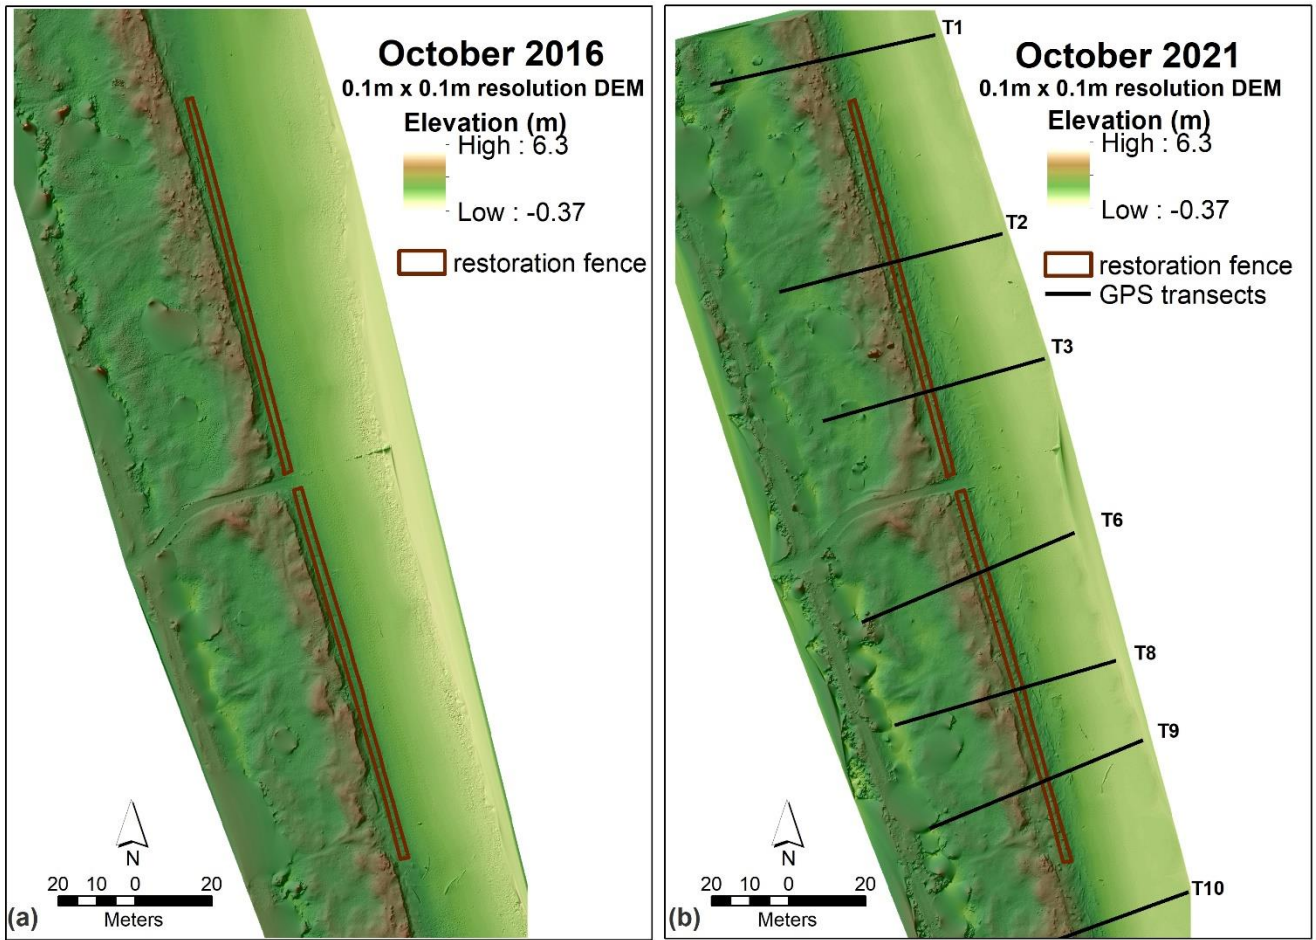 October 2016
0.1m x 0.1m resolution DEM
Elevation (m)
High : 6.3
Low : -0.37
restoration fence
N
20 10 0 20
Meters
(a)
October 2021
0.1m x 0.1m resolution DEM
Elevation (m)
High : 6.3
Low : -0.37
restoration fence
GPS transects
T1
T2
T3
T6
T8
T9
T10
N
20 10 0 20
Meters
(b)